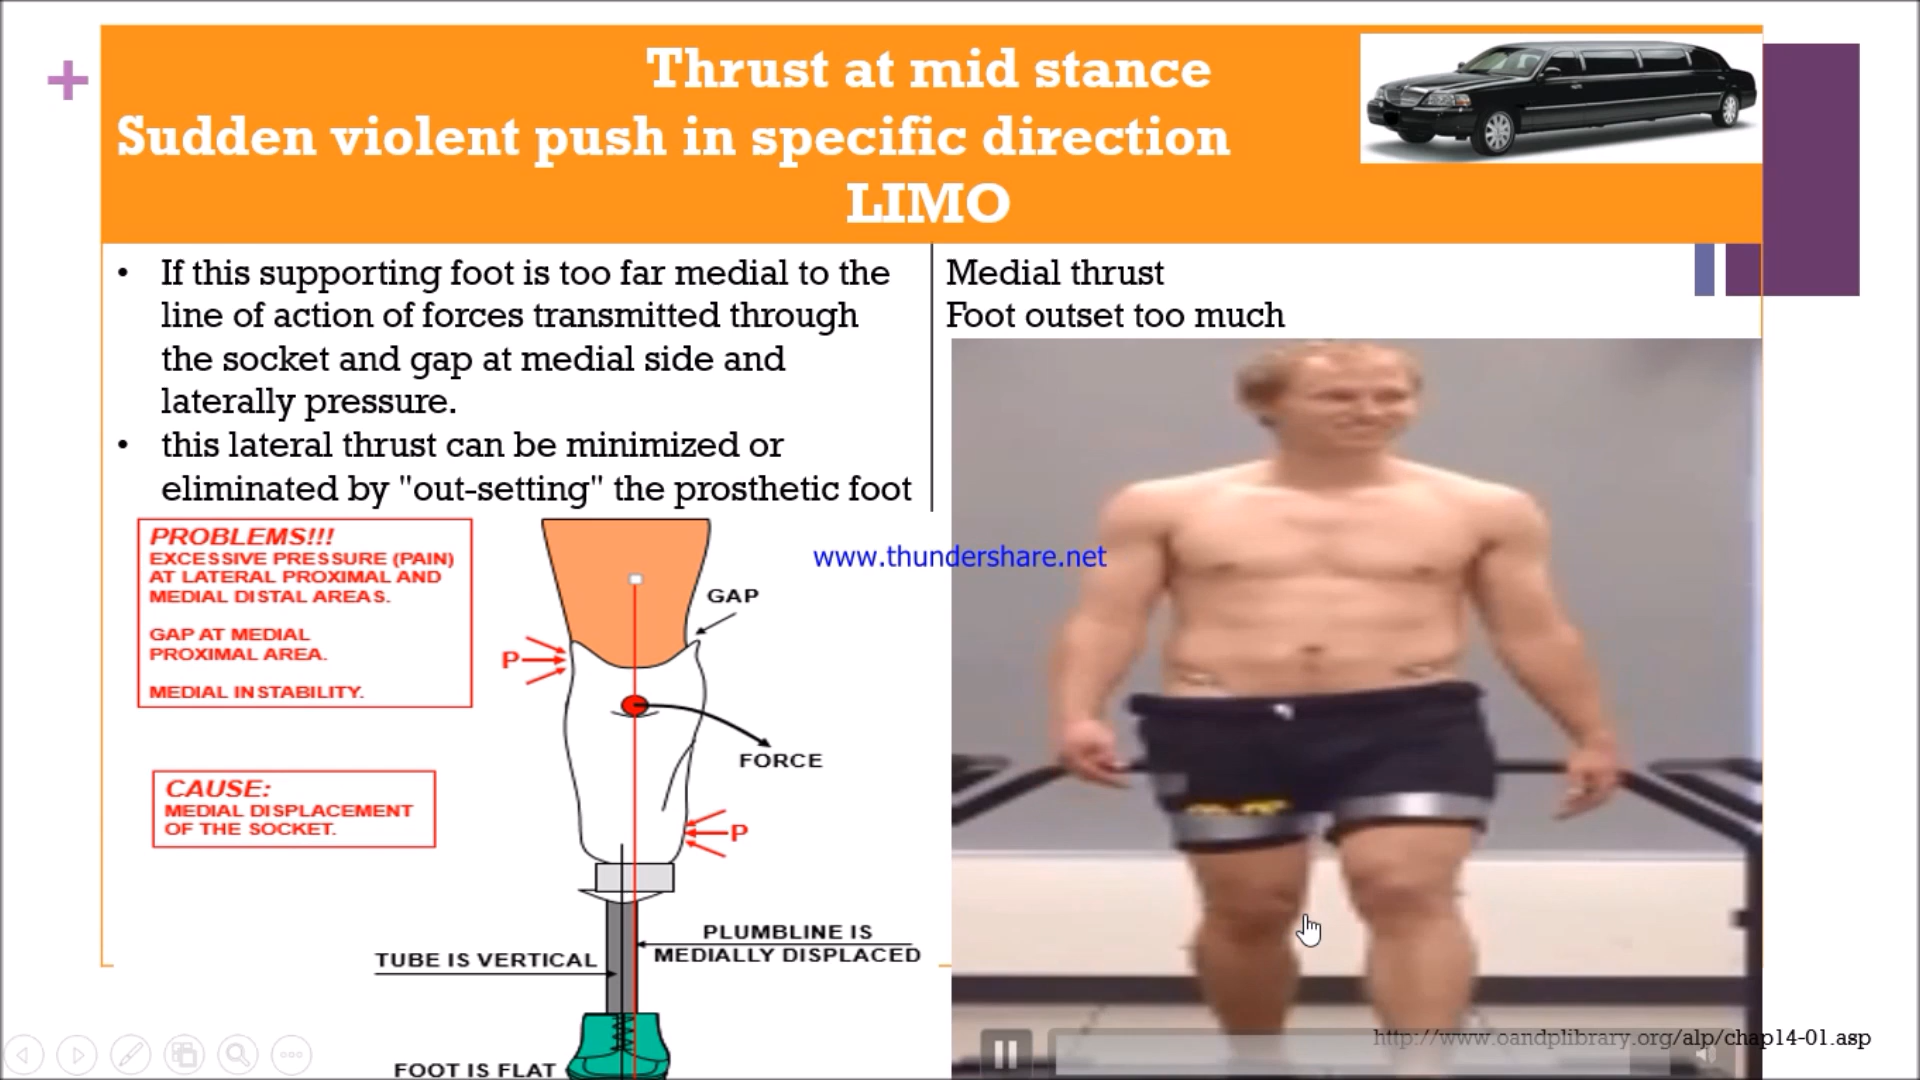 Thrust at mid stance
Sudden violent push in specific direction
LIMO
• If this supporting foot is too far medial to the
line of action of forces transmitted through
the socket and gap at medial side and
laterally pressure.
• this lateral thrust can be minimized or
eliminated by "out-setting" the prosthetic foot
Medial thrust
Foot outset too much
www.thundershare.net
PROBLEMS!!!
EXCESSIVE PRESSURE (PAIN)
AT LATERAL PROXIMAL AND
MEDIAL DISTAL AREAS.
GAP AT MEDIAL
PROXIMAL AREA.
MEDIAL INSTABILITY.
CAUSE:
MEDIAL DISPLACEMENT
OF THE SOCKET.
GAP
P
FORCE
P
PLUMBLINE IS
MEDIALLY DISPLACED
TUBE IS VERTICAL
FOOT IS FLAT
http://www.oandplibrary.org/alp/chap14-01.asp